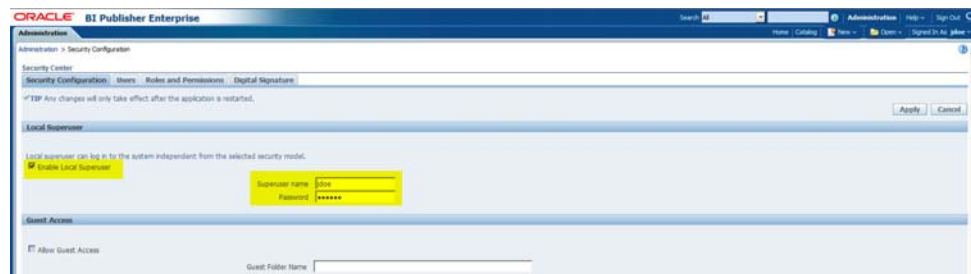 ORACLE BI Publisher Enterprise Search All Administration Help Sign Out
Administration Home Catalog New Open Signed In As jdoe
Administration > Security Configuration
Security Center
Security Configuration Users Roles and Permissions Digital Signature
TIP Any changes will only take effect after the application is restarted.
Apply Cancel
Local Superuser
Local superuser can log in to the system independent from the selected security model.
Enable Local Superuser
Superuser name jdoe
Password ••••••
Guest Access
Allow Guest Access
Guest Folder Name